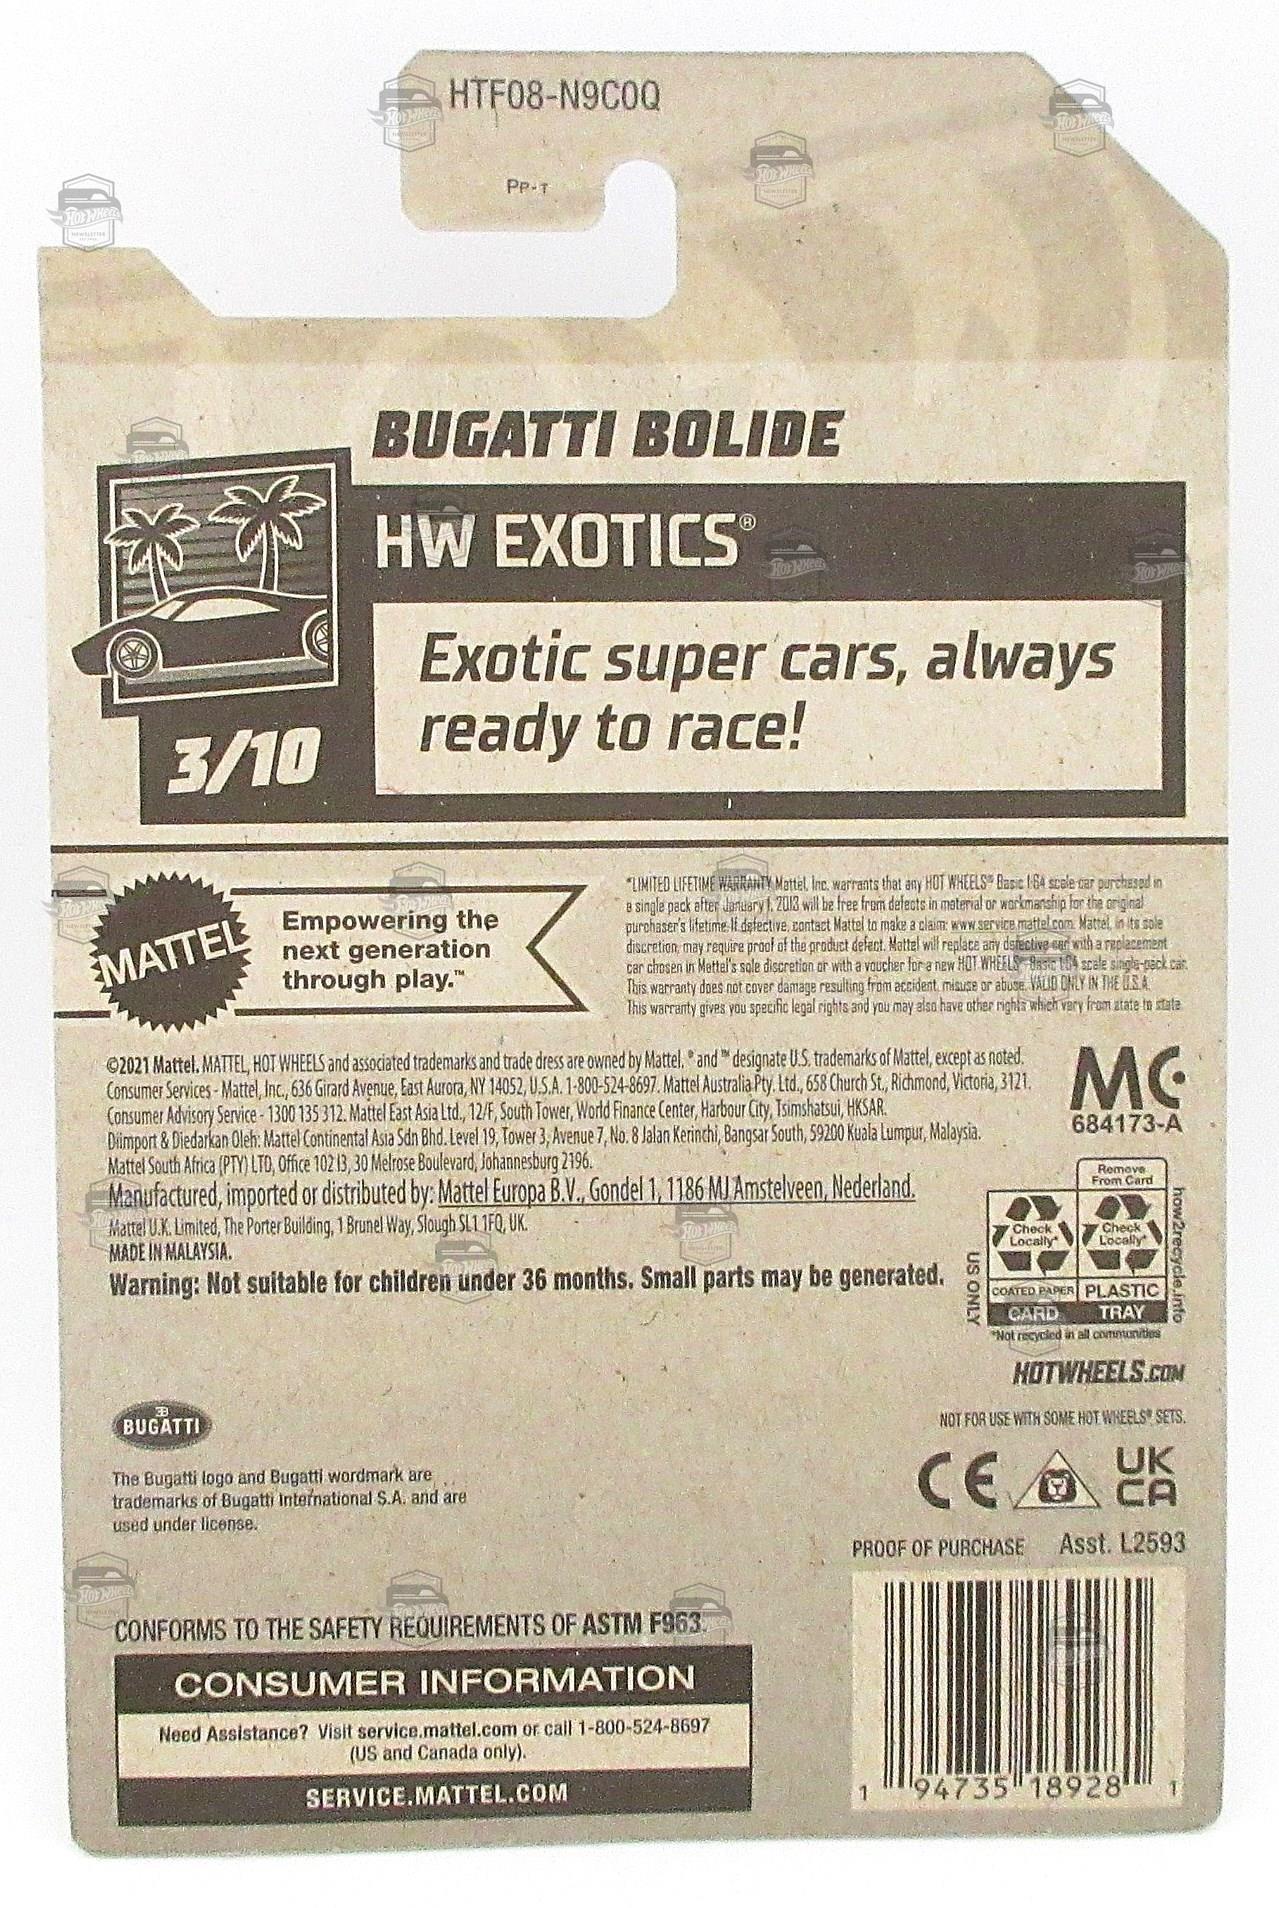 HTF08-N9C0Q
PP-T
BUGATTI BOLIDE
HW EXOTICS®
Exotic super cars, always
ready to race!
3/10
MATTEL
Empowering the
next generation
through play.™
*LIMITED LIFETIME WARRANTY Mattel, Inc. warrants that any HOT WHEELS® Basic 1:64 scale car purchased in
a single pack after January 1, 2013 will be free from defects in material or workmanship for the original
purchaser's lifetime. If defective, contact Mattel to make a claim: www.service.mattel.com. Mattel, in its sole
discretion, may require proof of the product defect. Mattel will replace any defective car with a replacement
car chosen in Mattel's sole discretion or with a voucher for a new HOT WHEELS® Basic 1:64 scale single-pack car.
This warranty does not cover damage resulting from accident, misuse or abuse. VALID ONLY IN THE U.S.A.
This warranty gives you specific legal rights and you may also have other rights which vary from state to state.
©2021 Mattel. MATTEL, HOT WHEELS and associated trademarks and trade dress are owned by Mattel. ® and ™ designate U.S. trademarks of Mattel, except as noted.
Consumer Services - Mattel, Inc., 636 Girard Avenue, East Aurora, NY 14052, U.S.A. 1-800-524-8697. Mattel Australia Pty. Ltd., 658 Church St., Richmond, Victoria, 3121.
Consumer Advisory Service - 1300 135 312. Mattel East Asia Ltd., 12/F, South Tower, World Finance Center, Harbour City, Tsimshatsui, HKSAR.
Diimport & Diedarkan Oleh: Mattel Continental Asia Sdn Bhd. Level 19, Tower 3, Avenue 7, No. 8 Jalan Kerinchi, Bangsar South, 59200 Kuala Lumpur, Malaysia.
Mattel South Africa (PTY) LTD, Office 102 I3, 30 Melrose Boulevard, Johannesburg 2196.
Manufactured, imported or distributed by: Mattel Europa B.V., Gondel 1, 1186 MJ Amstelveen, Nederland.
Mattel U.K. Limited, The Porter Building, 1 Brunel Way, Slough SL1 1FQ, UK.
MADE IN MALAYSIA.
Warning: Not suitable for children under 36 months. Small parts may be generated.
MC
684173-A
Remove
From Card
Check
Locally*
Check
Locally*
COATED PAPER
PLASTIC
CARD
TRAY
US ONLY
how2recycle.info
*Not recycled in all communities
HOTWHEELS.COM
NOT FOR USE WITH SOME HOT WHEELS® SETS.
CE
UK
CA
BUGATTI
The Bugatti logo and Bugatti wordmark are
trademarks of Bugatti International S.A. and are
used under license.
PROOF OF PURCHASE Asst. L2593
CONFORMS TO THE SAFETY REQUIREMENTS OF ASTM F963.
CONSUMER INFORMATION
Need Assistance? Visit service.mattel.com or call 1-800-524-8697
(US and Canada only).
SERVICE.MATTEL.COM
1 94735 18928 1